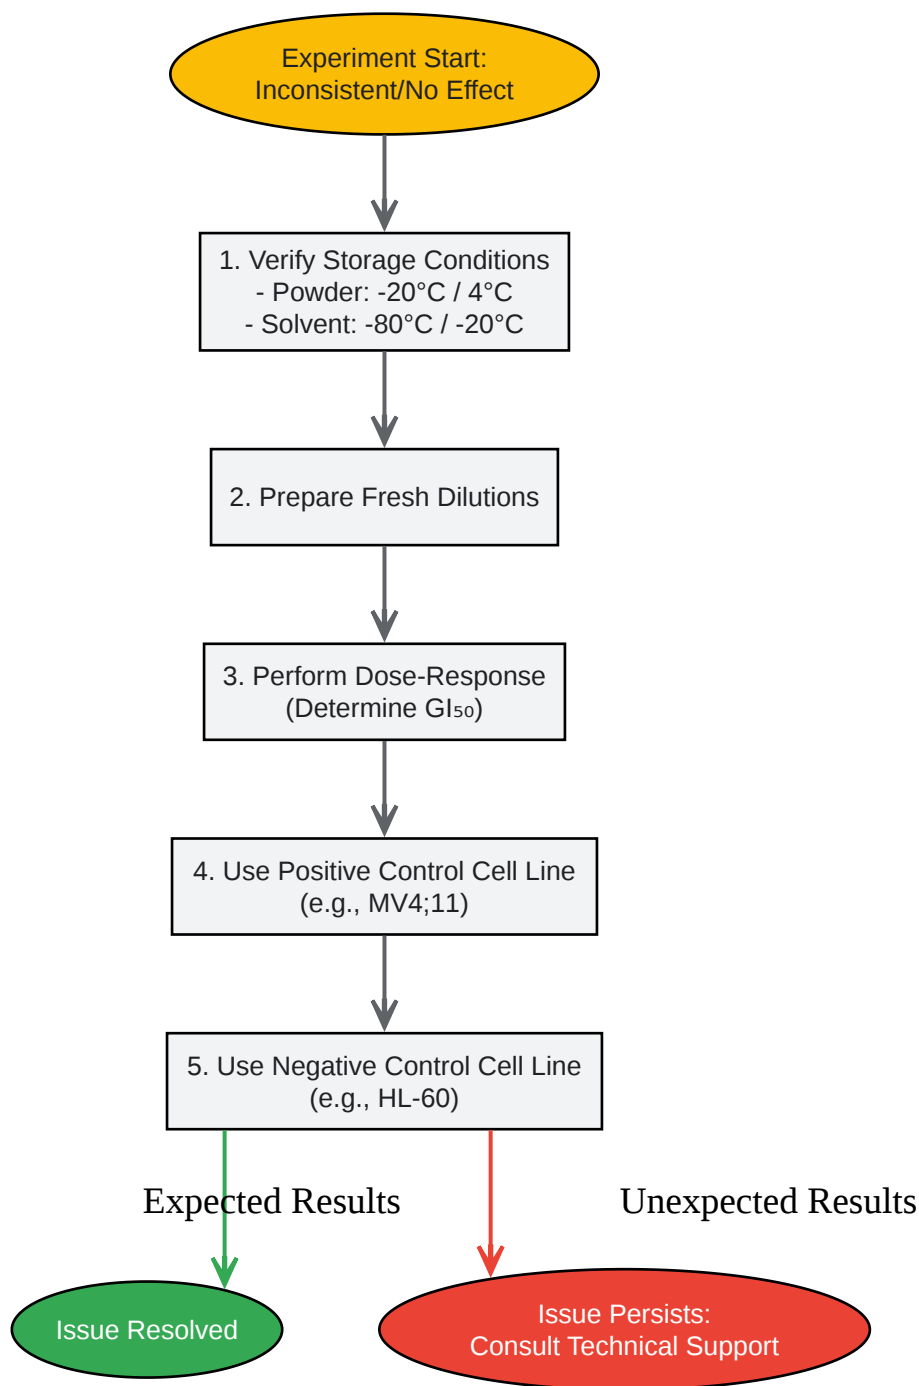 Experiment Start:
Inconsistent/No Effect
1. Verify Storage Conditions
- Powder: -20°C / 4°C
- Solvent: -80°C / -20°C
2. Prepare Fresh Dilutions
3. Perform Dose-Response
(Determine GI₅₀)
4. Use Positive Control Cell Line
(e.g., MV4;11)
5. Use Negative Control Cell Line
(e.g., HL-60)
Expected Results
Unexpected Results
Issue Resolved
Issue Persists:
Consult Technical Support